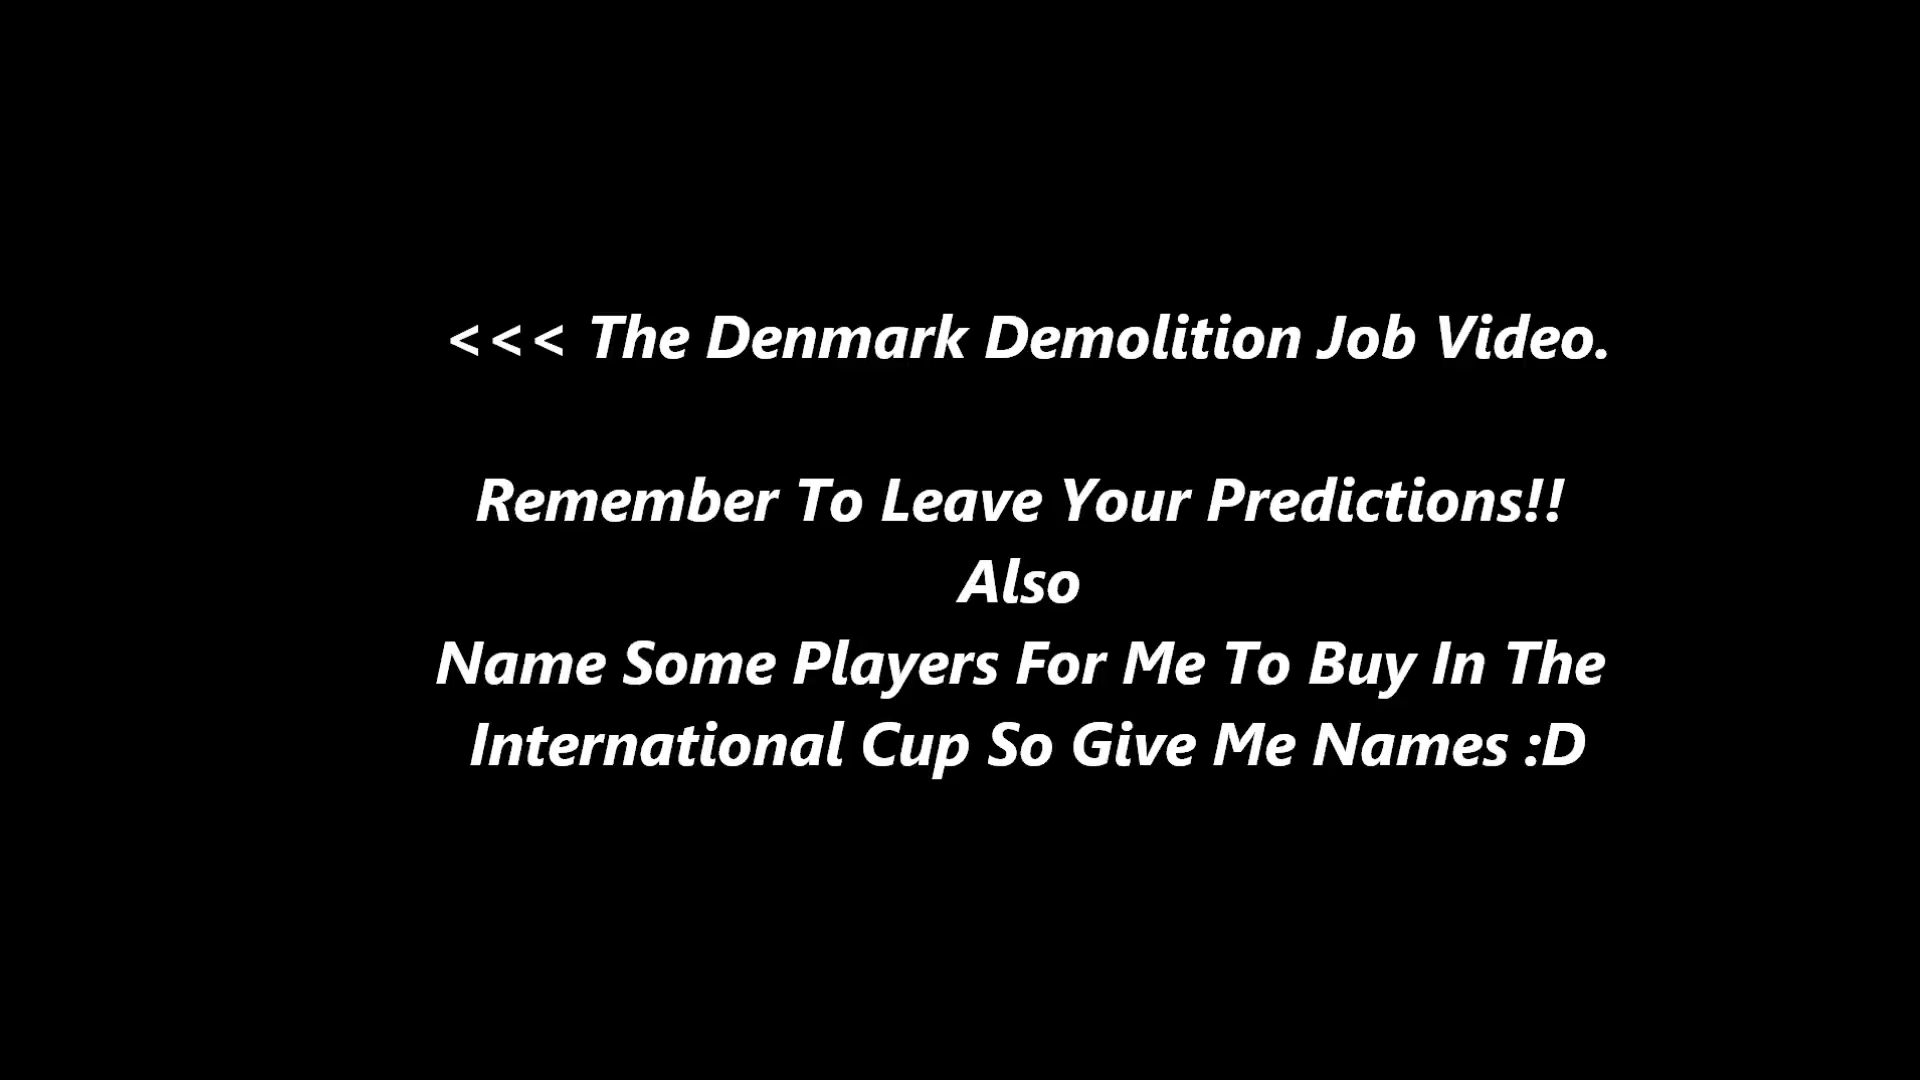 <<< The Denmark Demolition Job Video.
Remember To Leave Your Predictions!!
Also
Name Some Players For Me To Buy In The
International Cup So Give Me Names :D